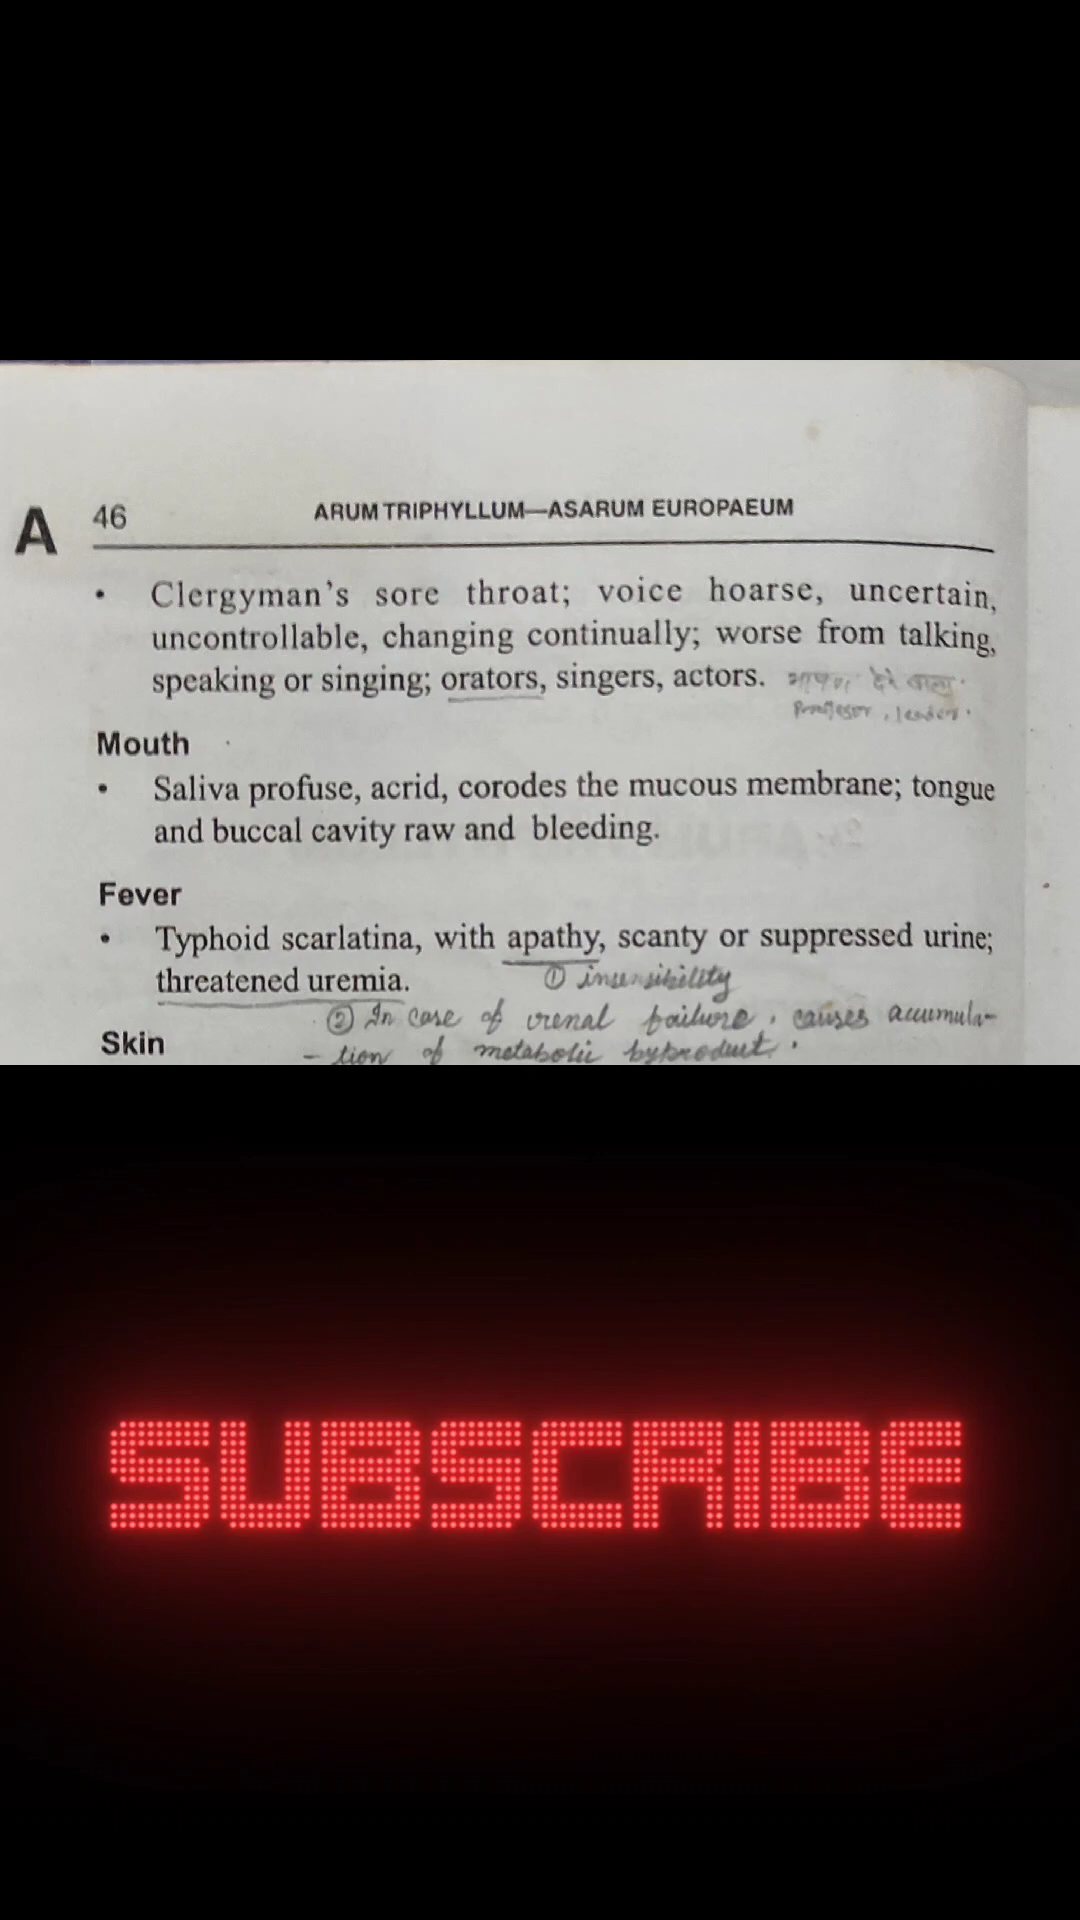 A 46 ARUM TRIPHYLLUM—ASARUM EUROPAEUM
• Clergyman's sore throat; voice hoarse, uncertain,
uncontrollable, changing continually; worse from talking,
speaking or singing; orators, singers, actors.
Mouth
• Saliva profuse, acrid, corodes the mucous membrane; tongue
and buccal cavity raw and bleeding.
Fever
• Typhoid scarlatina, with apathy, scanty or suppressed urine;
threatened uremia. ① insensibility
② In case of renal failure, causes accumula-
Skin - tion of metabolic byproduct.
SUBSCRIBE